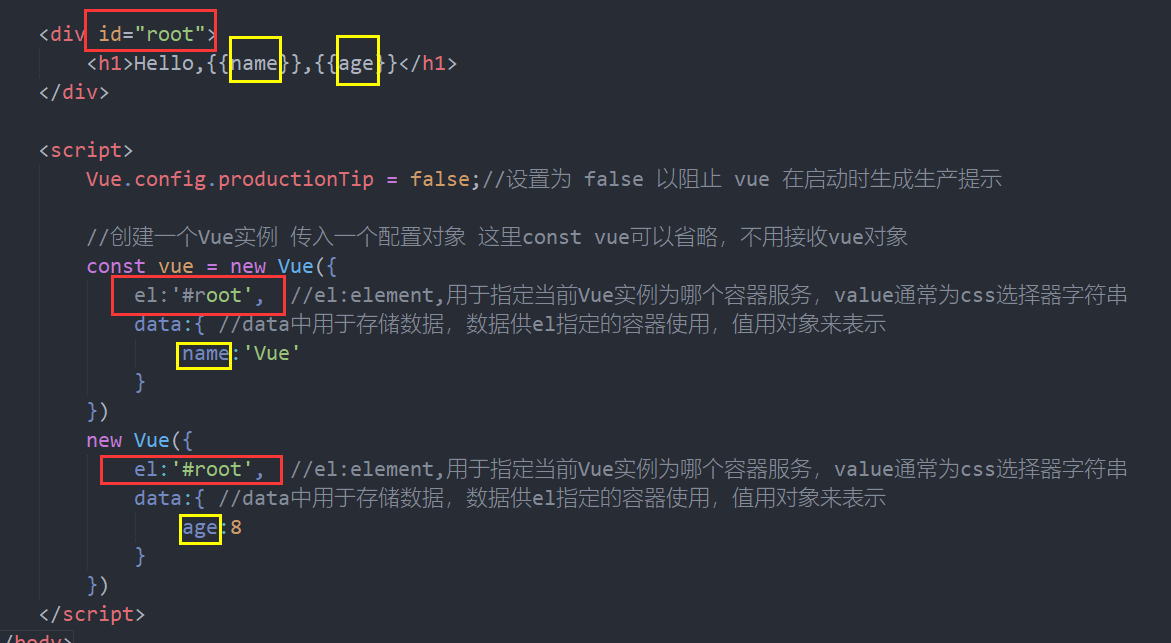 <div id="root">
<h1>Hello,{{name}},{{age}}</h1>
</div>
<script>
Vue.config.productionTip = false;//设置为 false 以阻止 vue 在启动时生成生产提示
//创建一个Vue实例 传入一个配置对象 这里const vue可以省略，不用接收vue对象
const vue = new Vue({
el:'#root', //el:element,用于指定当前Vue实例为哪个容器服务，value通常为css选择器字符串
data:{ //data中用于存储数据，数据供el指定的容器使用，值用对象来表示
name:'Vue'
}
})
new Vue({
el:'#root', //el:element,用于指定当前Vue实例为哪个容器服务，value通常为css选择器字符串
data:{ //data中用于存储数据，数据供el指定的容器使用，值用对象来表示
age:8
}
})
</script>
/body>